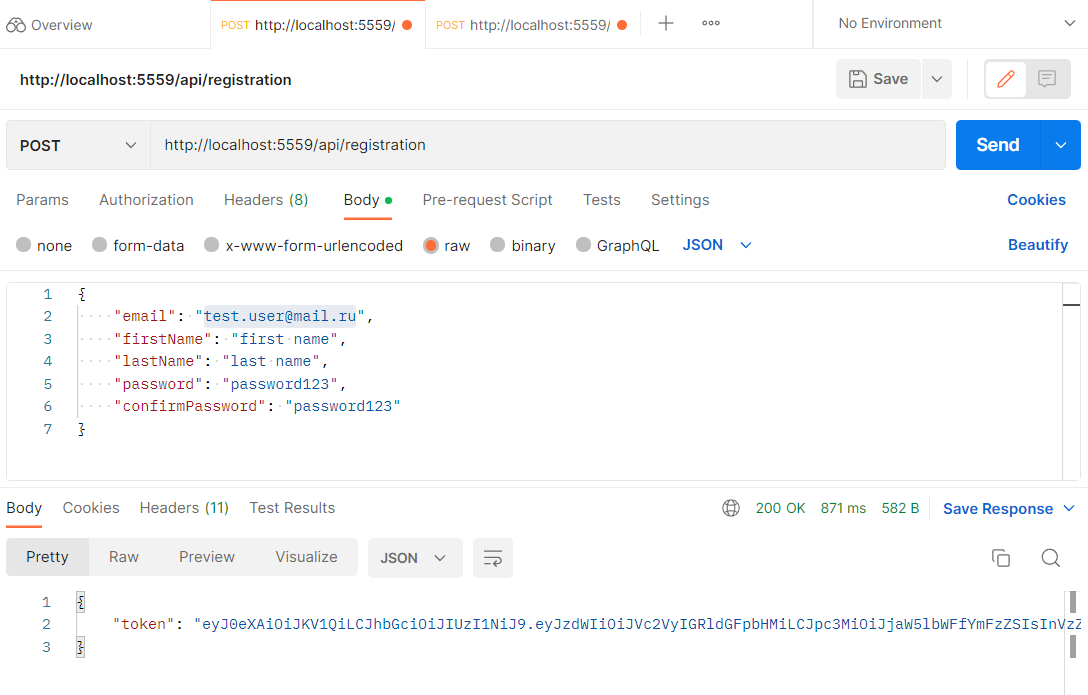 Overview
POST http://localhost:5559/
POST http://localhost:5559/
No Environment
http://localhost:5559/api/registration
Save
POST
http://localhost:5559/api/registration
Send
Params
Authorization
Headers (8)
Body
Pre-request Script
Tests
Settings
Cookies
none
form-data
x-www-form-urlencoded
raw
binary
GraphQL
JSON
Beautify
1 {
2 "email": "test.user@mail.ru",
3 "firstName": "first name",
4 "lastName": "last name",
5 "password": "password123",
6 "confirmPassword": "password123"
7 }
Body
Cookies
Headers (11)
Test Results
200 OK
871 ms
582 B
Save Response
Pretty
Raw
Preview
Visualize
JSON
1 {
2 "token": "eyJ0eXAiOiJKV1QiLCJhbGciOiJIUzI1NiJ9.eyJzdWIiOiJVc2VyIGRldGFpbHMiLCJpc3MiOiJjaW5lbWFfYmFzZSIsInVzZ
3 }